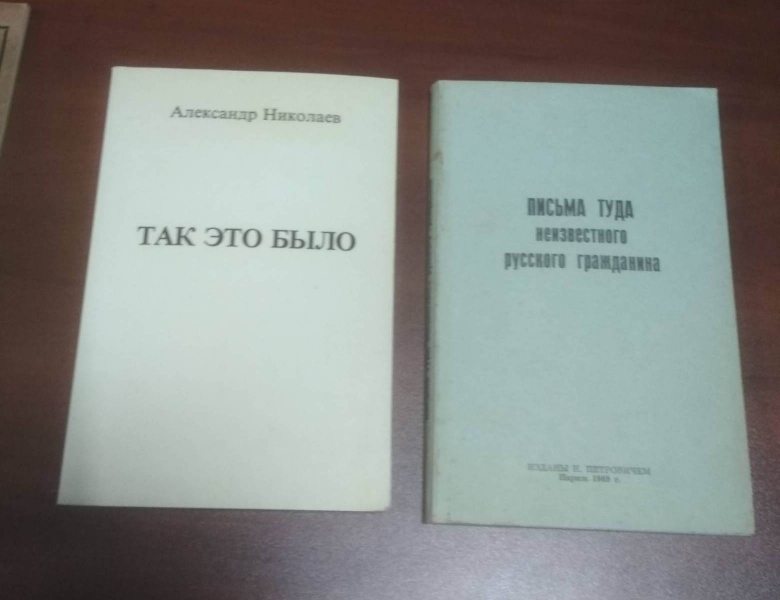 Александр Николаев
ТАК ЭТО БЫЛО
ПИСЬМА ТУДА
неизвестного
русского гражданина
ИЗДАНЫ Н. ПЕТРОВИЧЕМ
Париж г.